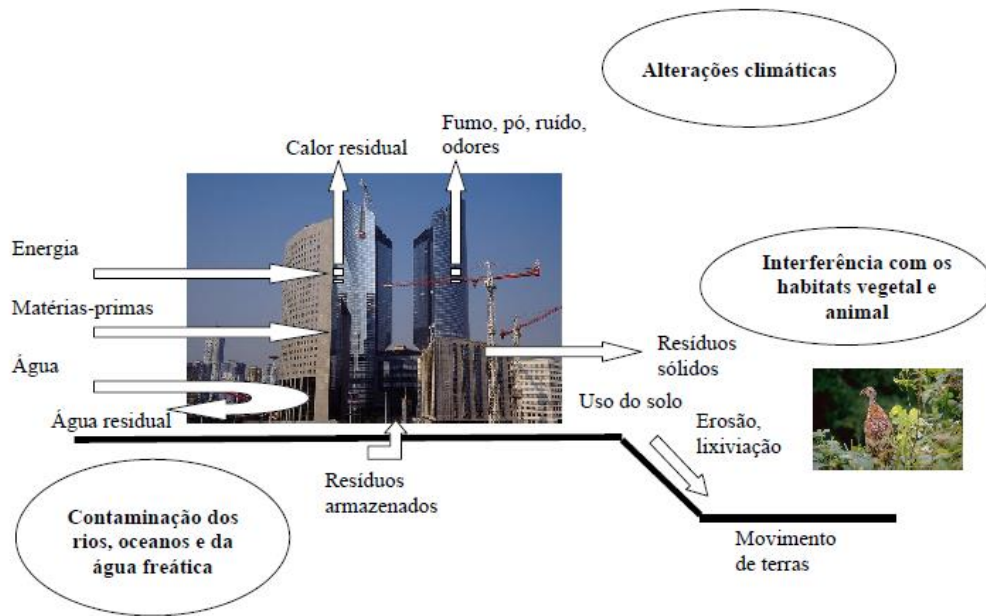 Alterações climáticas
Fumo, pó, ruído,
odores
Calor residual
Energia
Matérias-primas
Água
Água residual
Interferência com os
habitats vegetal e
animal
Resíduos
sólidos
Uso do solo
Erosão,
lixiviação
Resíduos
armazenados
Contaminação dos
rios, oceanos e da
água freática
Movimento
de terras